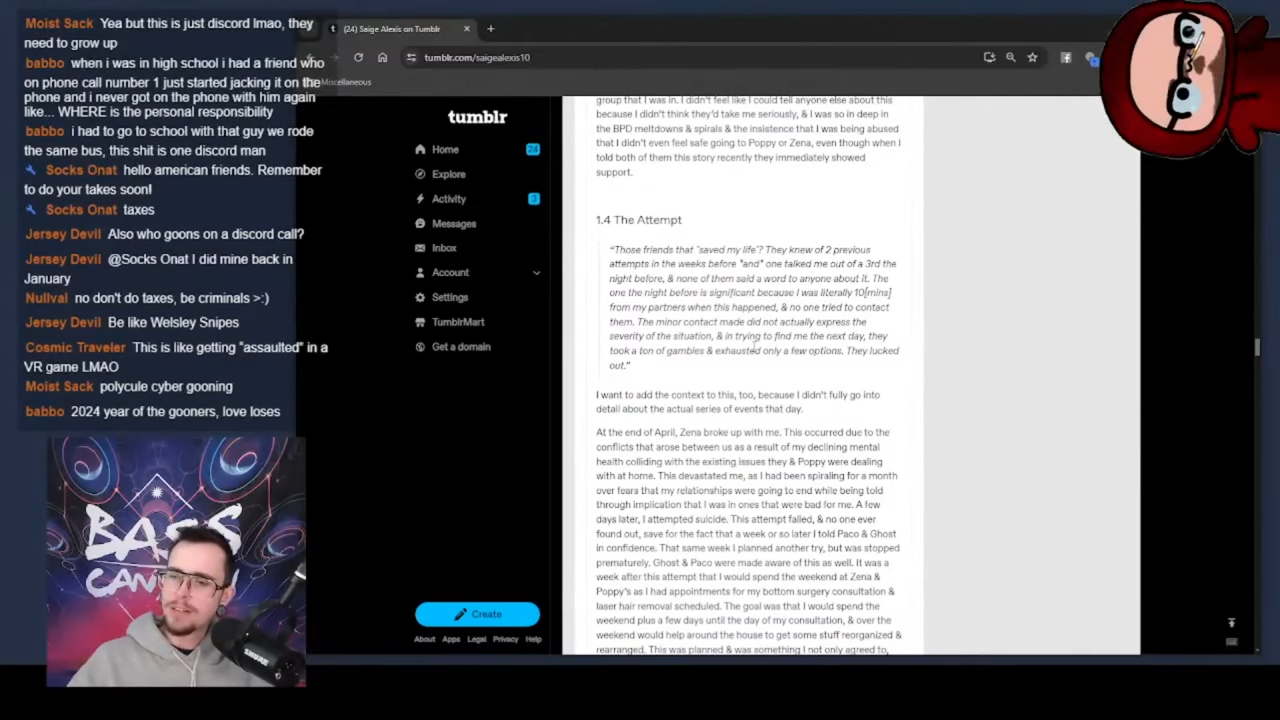 Moist Sack Yea but this is just discord lmao, they
need to grow up
babbo when i was in high school i had a friend who
on phone call number 1 just started jacking it on the
phone and i never got on the phone with him again
like... WHERE is the personal responsibility
babbo i had to go to school with that guy we rode
the same bus, this shit is one discord man
Socks Onat hello american friends. Remember
to do your takes soon!
Socks Onat taxes
Jersey Devil Also who goons on a discord call?
Jersey Devil @Socks Onat I did mine back in
January
Nullval no don't do taxes, be criminals >:)
Jersey Devil Be like Welsley Snipes
Cosmic Traveler This is like getting "assaulted" in a
VR game LMAO
Moist Sack polycule cyber gooning
babbo 2024 year of the gooners, love loses
(24) Saige Alexis on Tumblr
tumblr.com/saigealexis10
Miscellaneous
tumblr
Home 24
Explore
Activity 3
Messages
Inbox
Account
Settings
TumblrMart
Get a domain
Create
About Apps Legal Privacy Help
group that I was in. I didn't feel like I could tell anyone else about this
because I didn't think they'd take me seriously, & I was so in deep in
the BPD meltdowns & spirals & the insistence that I was being abused
that I didn't even feel safe going to Poppy or Zena, even though when I
told both of them this story recently they immediately showed
support.
1.4 The Attempt
"Those friends that "saved my life"? They knew of 2 previous
attempts in the weeks before *and* one talked me out of a 3rd the
night before, & none of them said a word to anyone about it. The
one the night before is significant because I was literally 10[mins]
from my partners when this happened, & no one tried to contact
them. The minor contact made did not actually express the
severity of the situation, & in trying to find me the next day, they
took a ton of gambles & exhausted only a few options. They lucked
out."
I want to add the context to this, too, because I didn't fully go into
detail about the actual series of events that day.
At the end of April, Zena broke up with me. This occurred due to the
conflicts that arose between us as a result of my declining mental
health colliding with the existing issues they & Poppy were dealing
with at home. This devastated me, as I had been spiraling for a month
over fears that my relationships were going to end while being told
through implication that I was in ones that were bad for me. A few
days later, I attempted suicide. This attempt failed, & no one ever
found out, save for the fact that a week or so later I told Paco & Ghost
in confidence. That same week I planned another try, but was stopped
prematurely. Ghost & Paco were made aware of this as well. It was a
week after this attempt that I would spend the weekend at Zena &
Poppy's as I had appointments for my bottom surgery consultation &
laser hair removal scheduled. The goal was that I would spend the
weekend plus a few days until the day of my consultation, & over the
weekend would help around the house to get some stuff reorganized &
rearranged. This was planned & was something I not only agreed to,
BASS
CANYON
SHURE